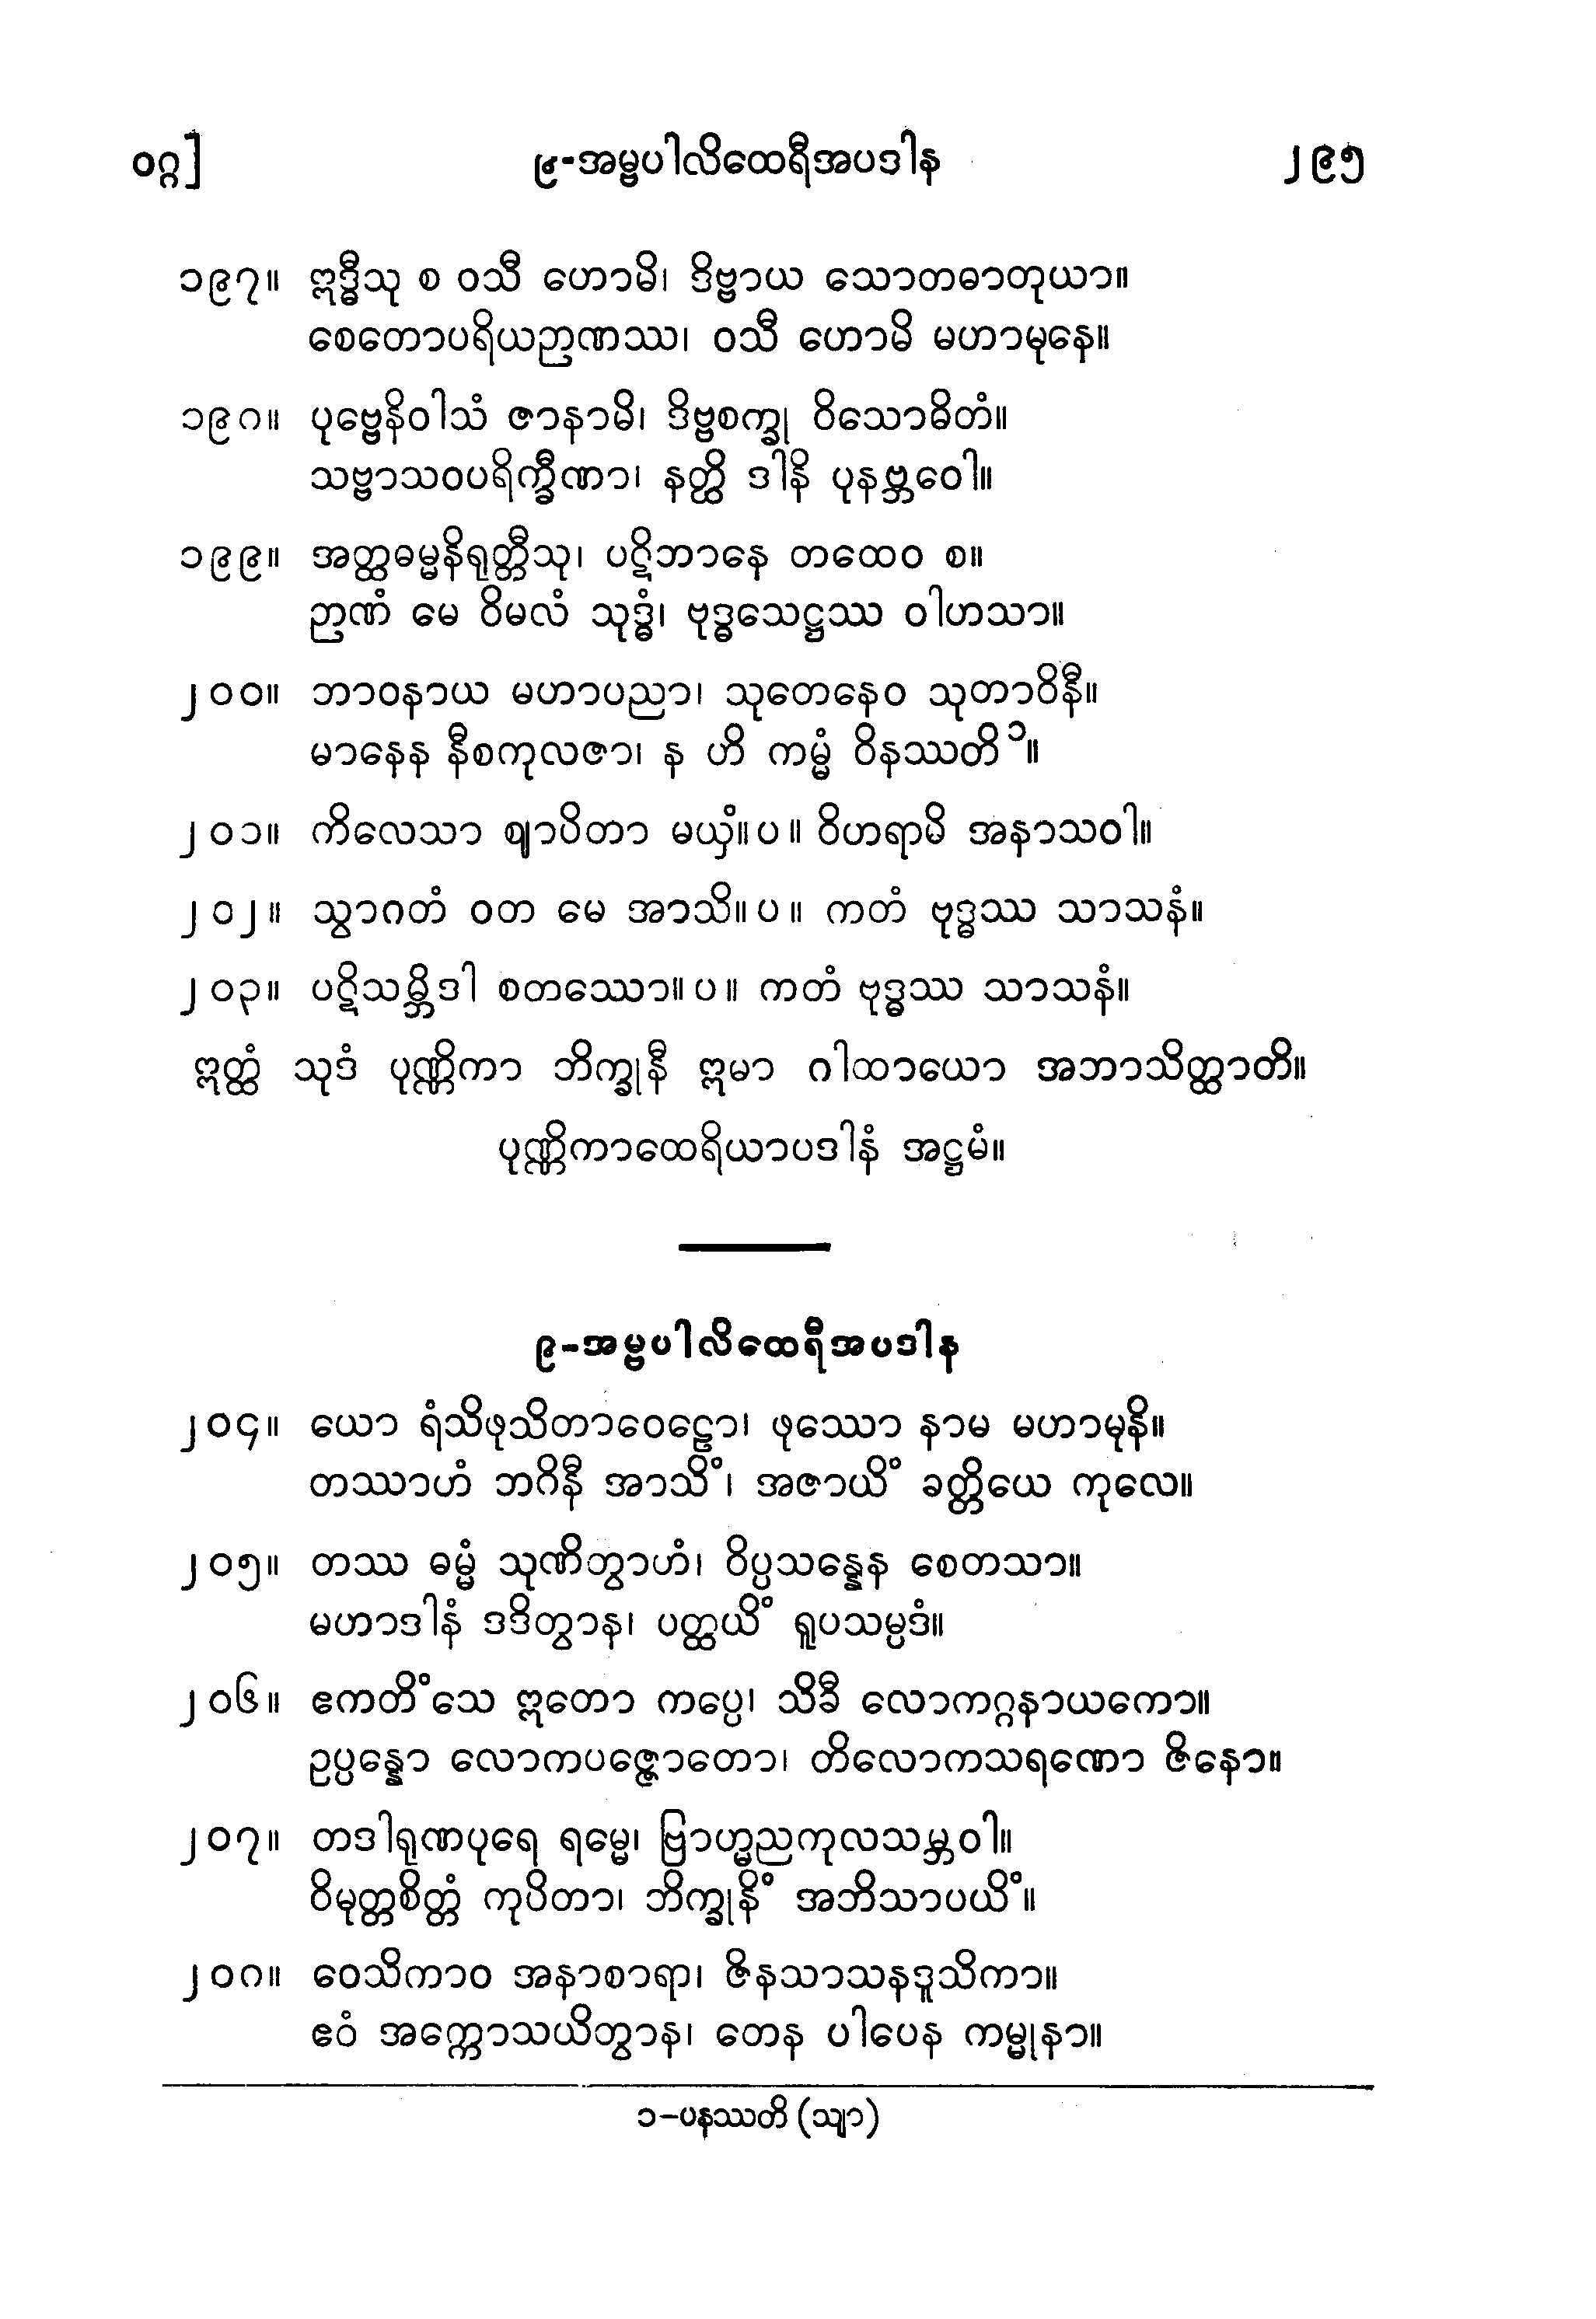 ဝဂ္ဂ]
၉-အမ္ဗပါလိထေရီအပဒါန
၂၉၅
၁၉၇။ ဣဒ္ဓီသု စ ဝသီ ဟောမိ၊ ဒိဗ္ဗာယ သောတဓာတုယာ။
စေတောပရိယဉာဏဿ၊ ဝသီ ဟောမိ မဟာမုနေ။
၁၉၈။ ပုဗ္ဗေနိဝါသံ ဇာနာမိ၊ ဒိဗ္ဗစက္ခု ဝိသောဓိတံ။
သဗ္ဗာသဝပရိက္ခီဏာ၊ နတ္ထိ ဒါနိ ပုနဗ္ဘဝေါ။
၁၉၉။ အတ္ထဓမ္မနိရုတ္တီသု၊ ပဋိဘာနေ တထေဝ စ။
ဉာဏံ မေ ဝိမလံ သုဒ္ဓံ၊ ဗုဒ္ဓသေဋ္ဌဿ ဝါဟသာ။
၂၀၀။ ဘာဝနာယ မဟာပညာ၊ သုတေနေဝ သုတာဝိနီ။
မာနေန နီစကုလဇာ၊ န ဟိ ကမ္မံ ဝိနဿတိ ၁။
၂၀၁။ ကိလေသာ ဈာပိတာ မယှံ။ ပ ။ ဝိဟရာမိ အနာသဝါ။
၂၀၂။ သွာဂတံ ဝတ မေ အာသိ။ ပ ။ ကတံ ဗုဒ္ဓဿ သာသနံ။
၂၀၃။ ပဋိသမ္ဘိဒါ စတဿော။ ပ ။ ကတံ ဗုဒ္ဓဿ သာသနံ။
ဣတ္ထံ သုဒံ ပုဏ္ဏိကာ ဘိက္ခုနီ ဣမာ ဂါထာယော အဘာသိတ္ထာတိ။
ပုဏ္ဏိကာထေရိယာပဒါနံ အဋ္ဌမံ။
၉-အမ္ဗပါလိထေရီအပဒါန
၂၀၄။ ယော ရံသိဖုသိတာဝေဠော၊ ဖုဿော နာမ မဟာမုနိ။
တဿာဟံ ဘဂိနီ အာသိံ၊ အဇာယိံ ခတ္တိယေ ကုလေ။
၂၀၅။ တဿ ဓမ္မံ သုဏိတွာဟံ၊ ဝိပ္ပသန္နေန စေတသာ။
မဟာဒါနံ ဒဒိတွာန၊ ပတ္ထယိံ ရူပသမ္ပဒံ။
၂၀၆။ ဧကတိံသေ ဣတော ကပ္ပေ၊ သိခီ လောကဂ္ဂနာယကော။
ဥပ္ပန္နော လောကပဇ္ဇောတော၊ တိလောကသရဏော ဇိနော။
၂၀၇။ တဒါရုဏပုရေ ရမ္မေ၊ ဗြာဟ္မညကုလသမ္ဘဝါ။
ဝိမုတ္တစိတ္တံ ကုပိတာ၊ ဘိက္ခုနိံ အဘိသာပယိံ။
၂၀၈။ ဝေသိကာဝ အနာစာရာ၊ ဇိနသာသနဒူသိကာ။
ဧဝံ အက္ကောသယိတွာန၊ တေန ပါပေန ကမ္မုနာ။
၁-ပနဿတိ (သျာ)